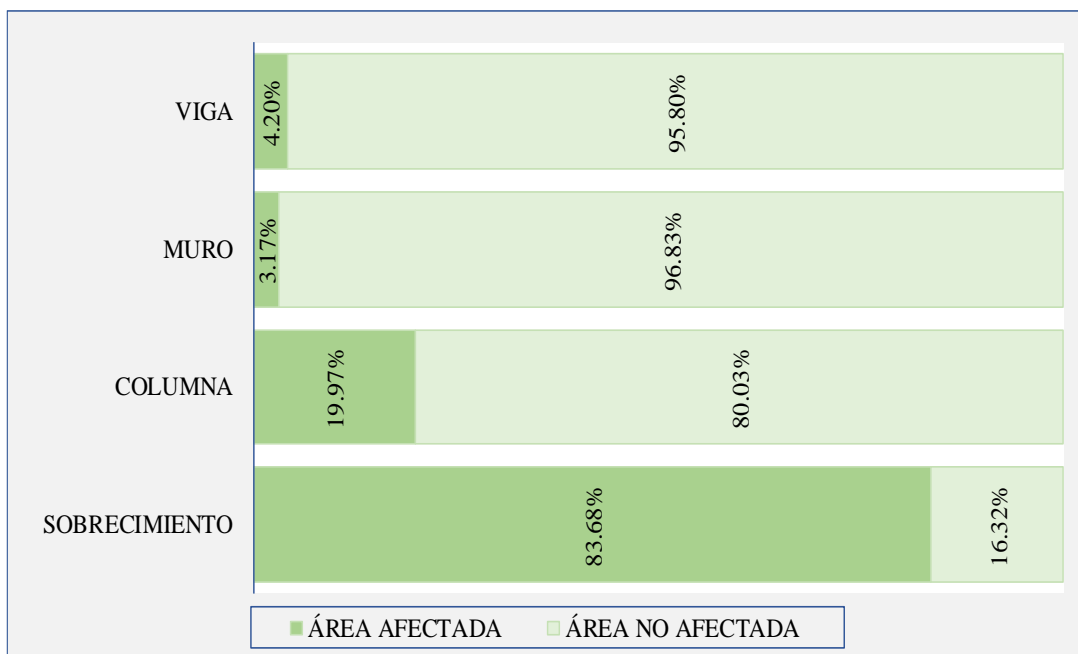 VIGA
4.20%
95.80%
MURO
3.17%
96.83%
COLUMNA
19.97%
80.03%
SOBRECIMIENTO
83.68%
16.32%
ÁREA AFECTADA
ÁREA NO AFECTADA